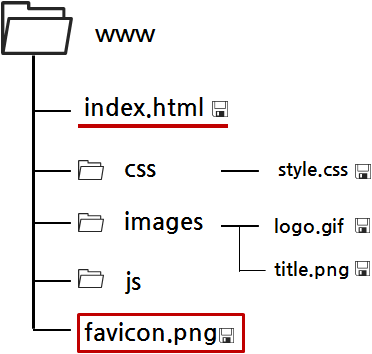 www
index.html
css
style.css
images
logo.gif
title.png
js
favicon.png